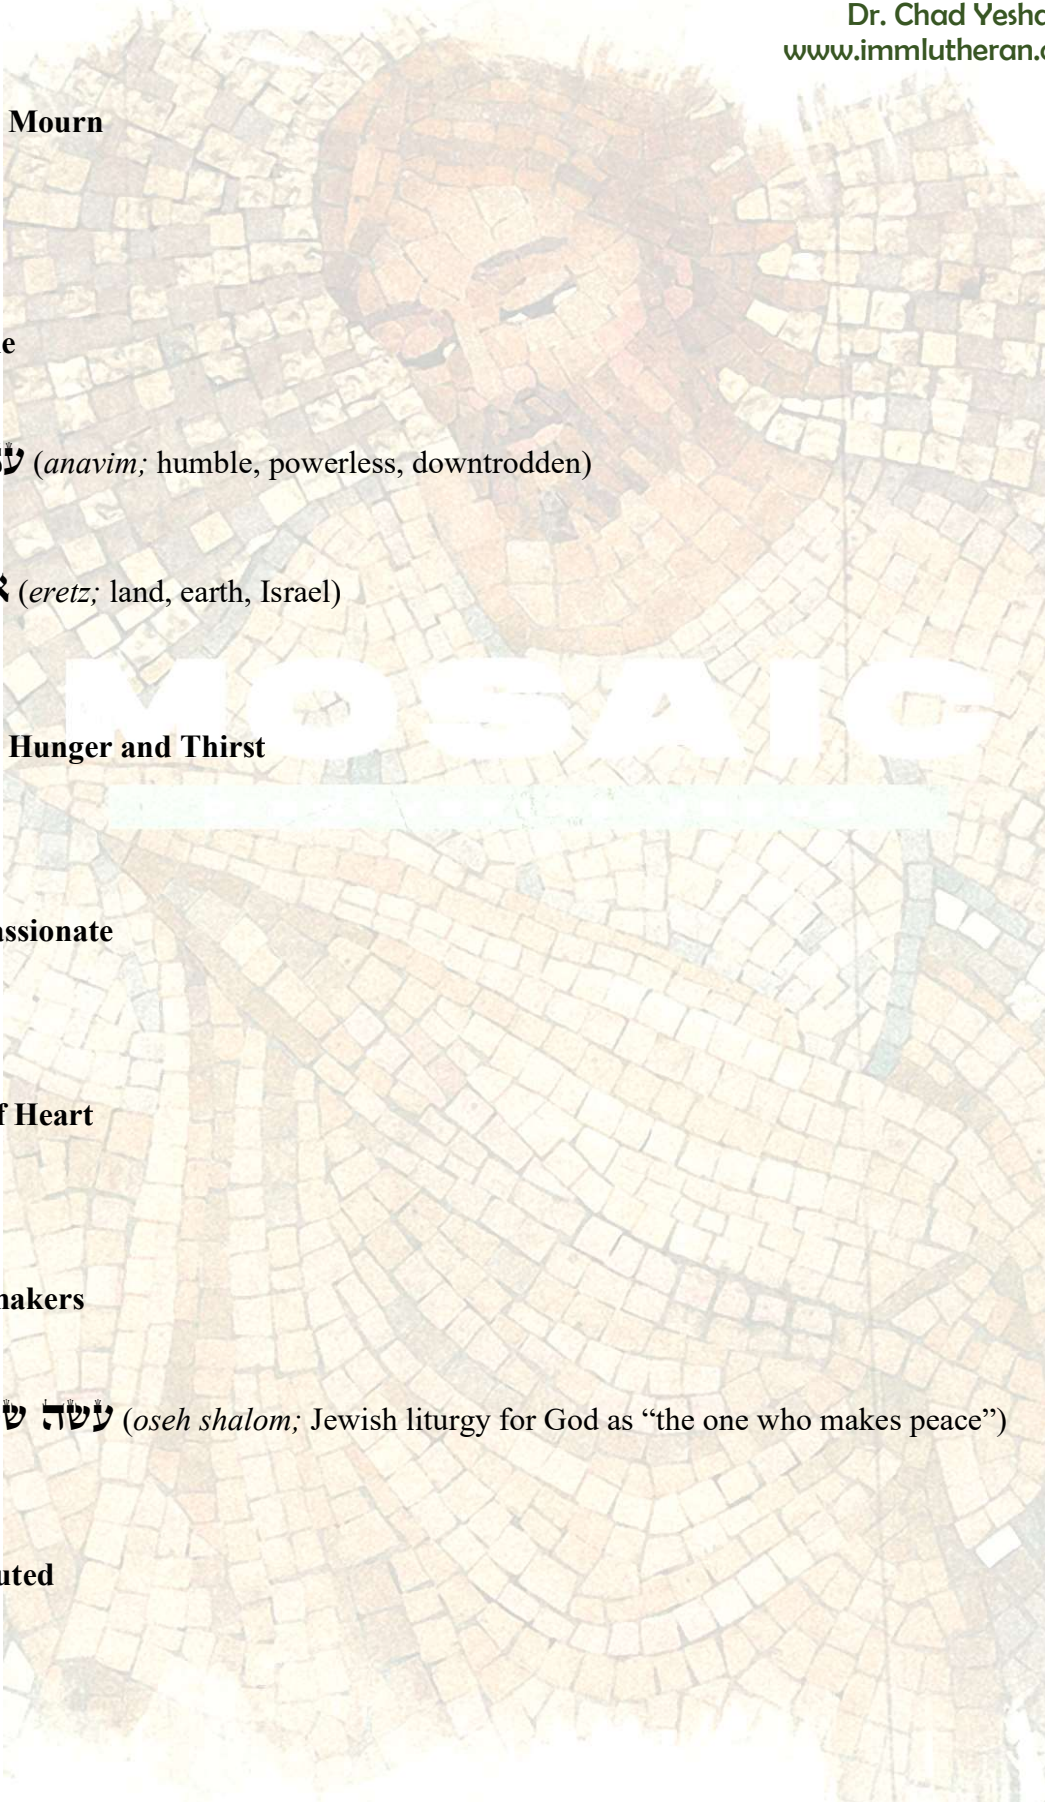 Dr. Chad Yesha
www.immlutheran.o
Mourn
e
(anavim; humble, powerless, downtrodden)
(eretz; land, earth, Israel)
MOSAIC
Hunger and Thirst
assionate
f Heart
makers
עֹשֶׂה שׁ (oseh shalom; Jewish liturgy for God as “the one who makes peace”)
uted